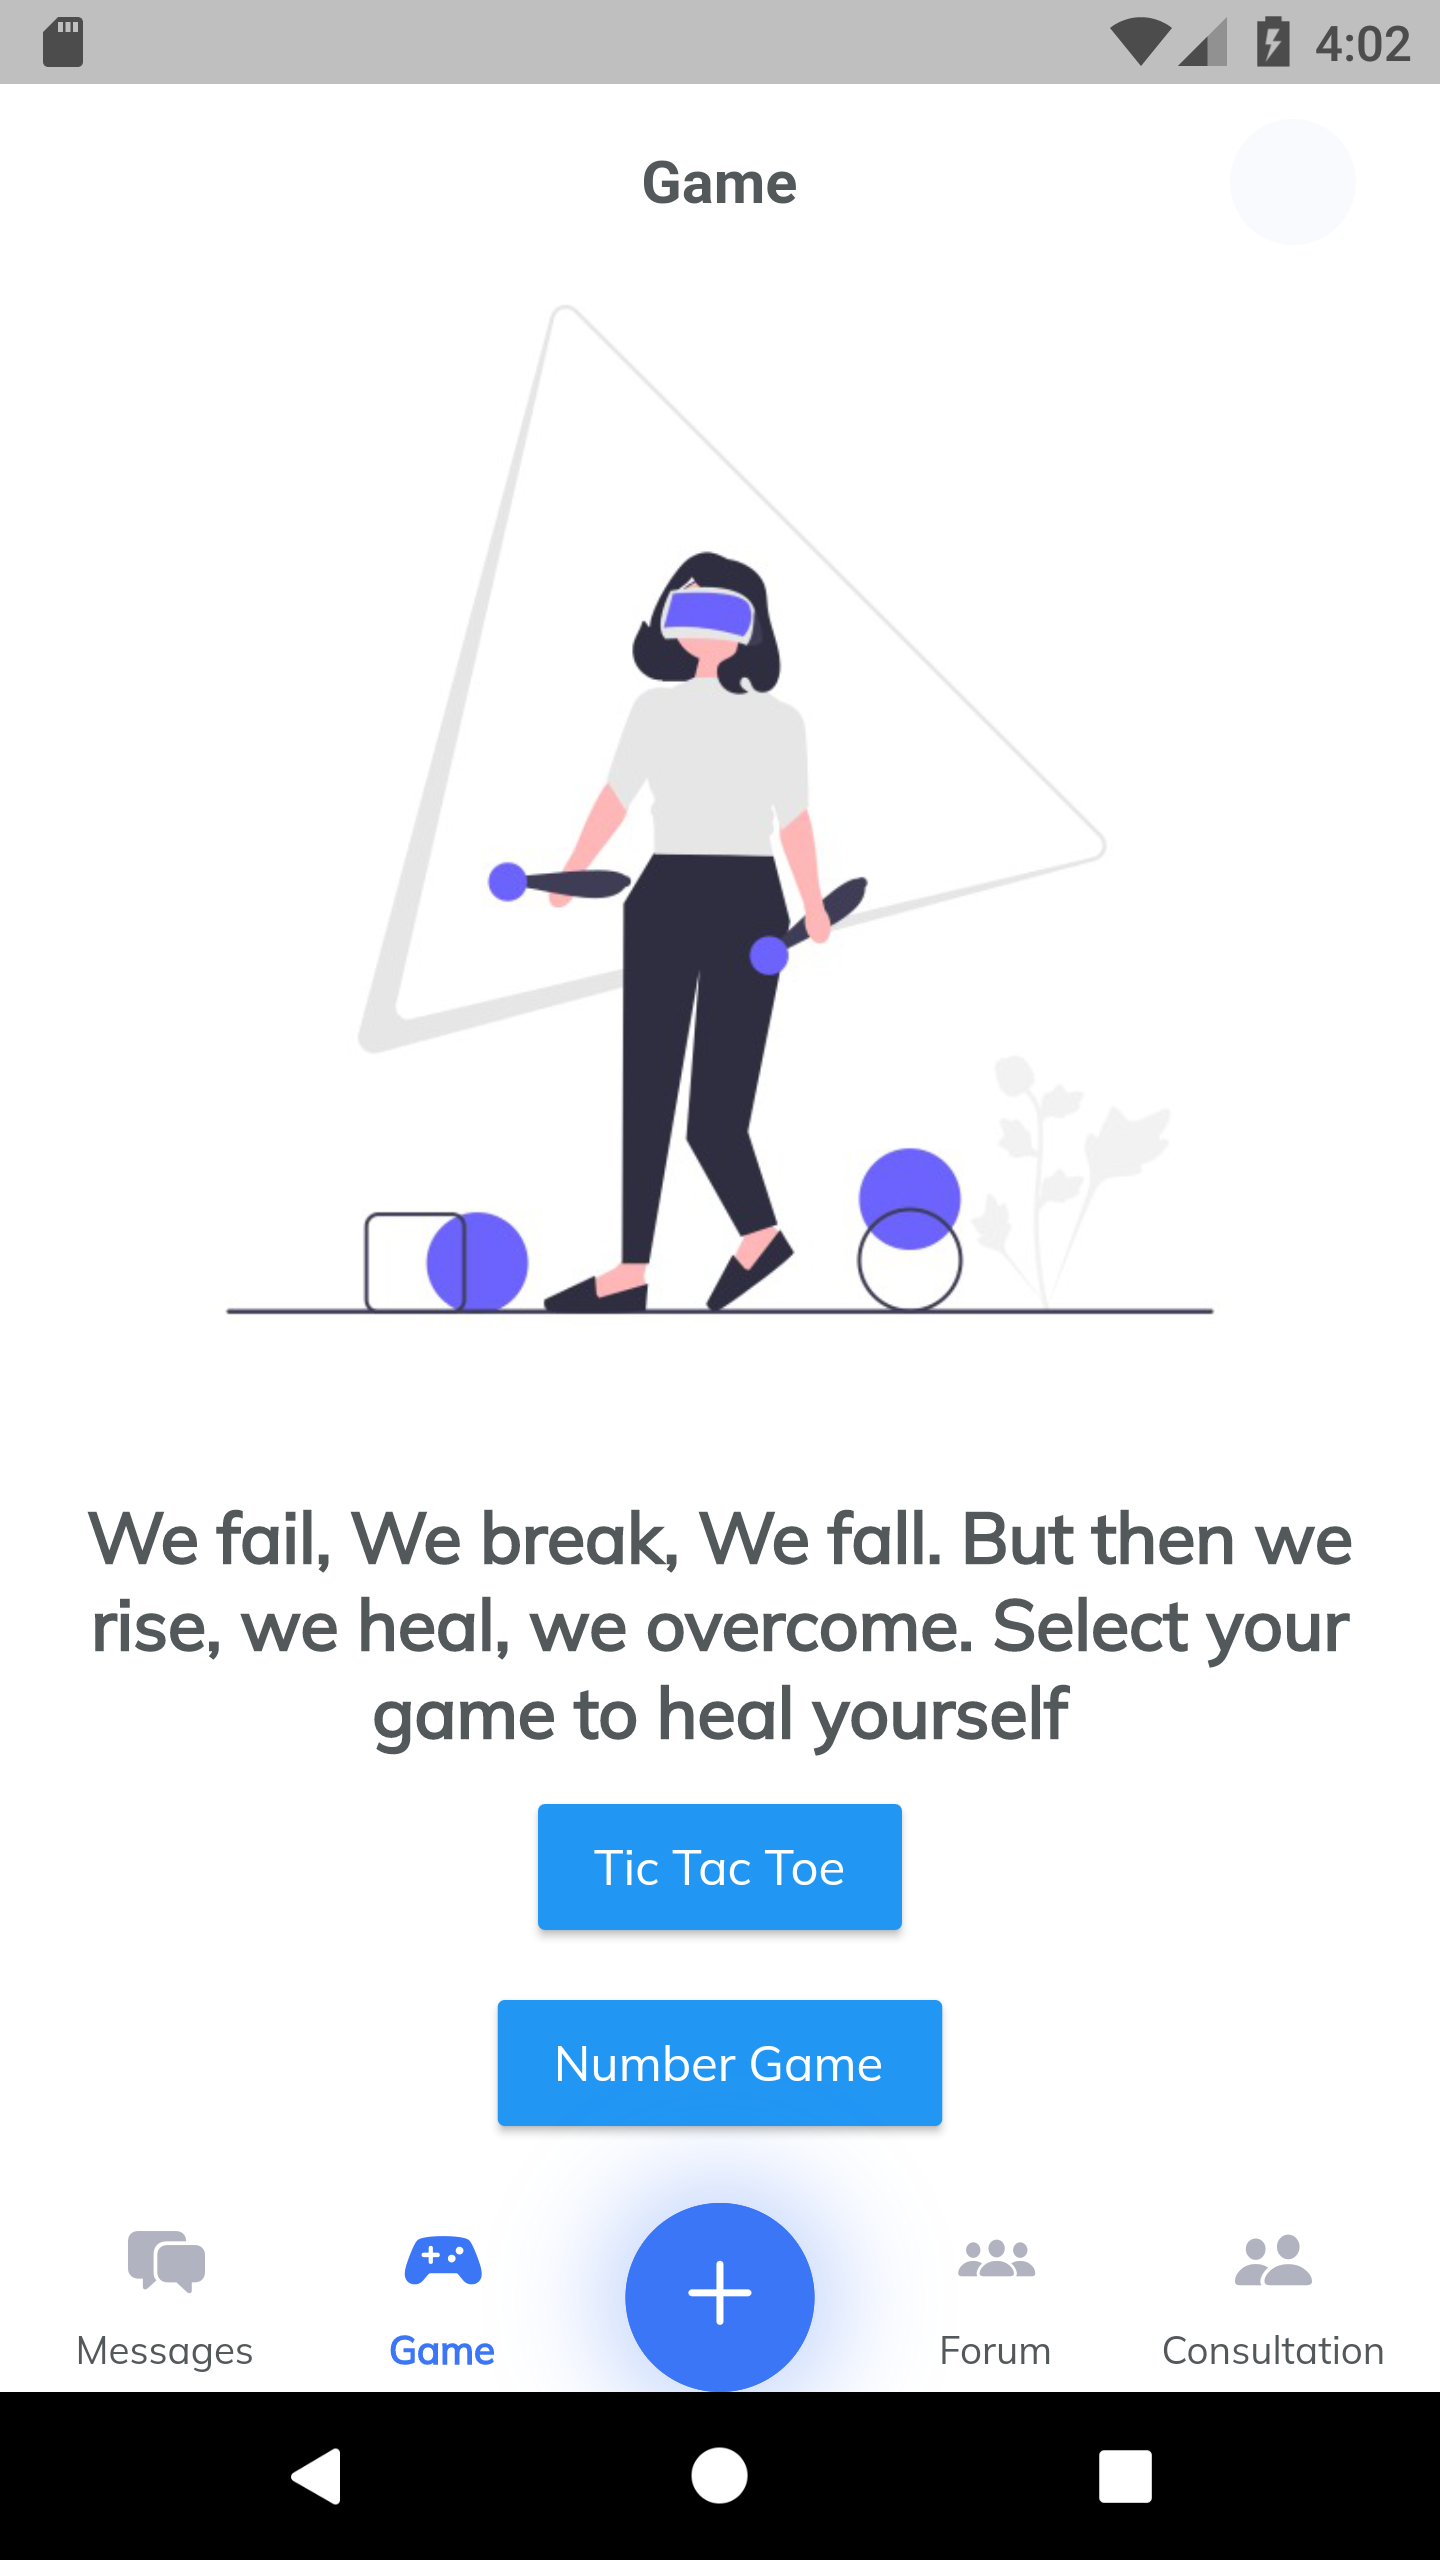 4:02
Game
We fail, We break, We fall. But then we
rise, we heal, we overcome. Select your
game to heal yourself
Tic Tac Toe
Number Game
Messages
Game
Forum
Consultation